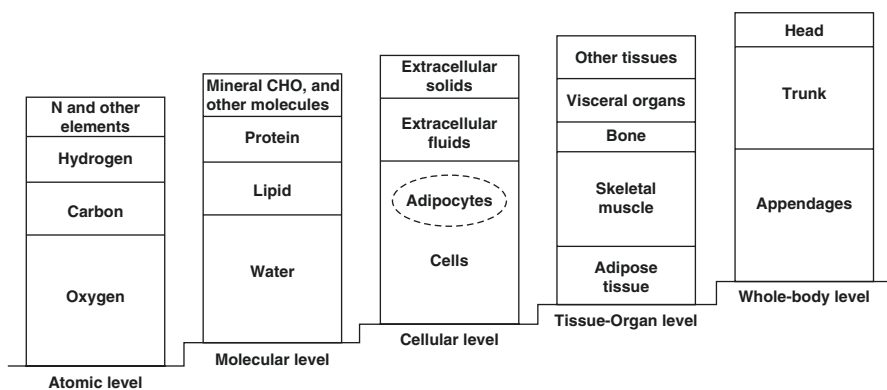 N and other
elements
Hydrogen
Carbon
Oxygen
Atomic level
Mineral CHO, and
other molecules
Protein
Lipid
Water
Molecular level
Extracellular
solids
Extracellular
fluids
Adipocytes
Cells
Cellular level
Other tissues
Visceral organs
Bone
Skeletal
muscle
Adipose
tissue
Tissue-Organ level
Head
Trunk
Appendages
Whole-body level